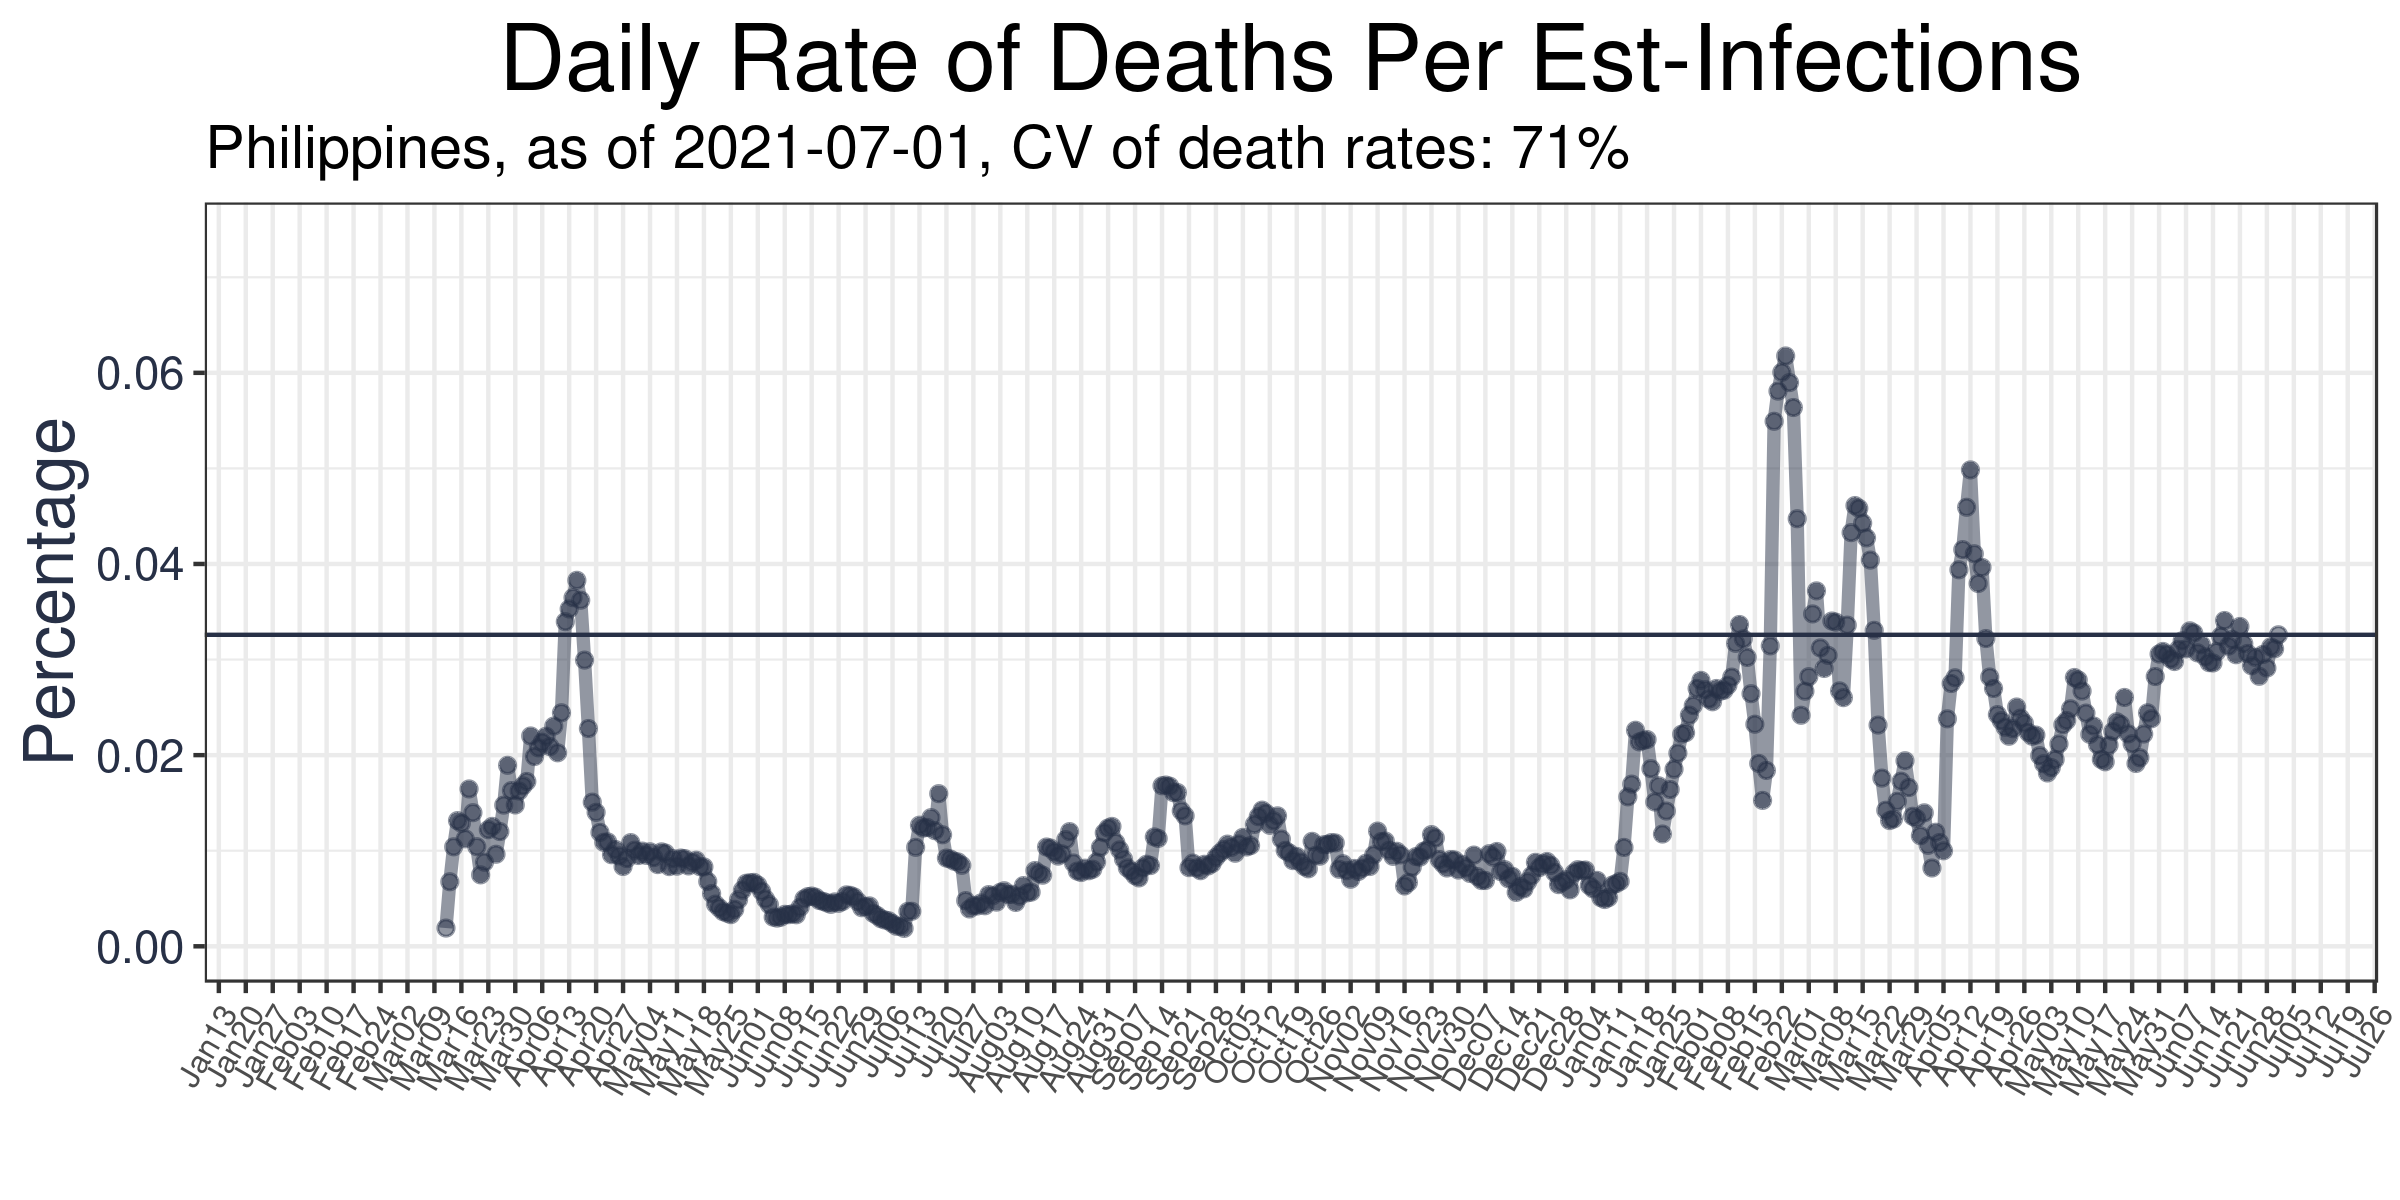 Daily Rate of Deaths Per Est-Infections
Philippines, as of 2021-07-01, CV of death rates: 71%
Percentage
0.06
0.04
0.02
0.00
Jan13
Jan20
Jan27
Feb03
Feb10
Feb17
Feb24
Mar02
Mar09
Mar16
Mar23
Mar30
Apr06
Apr13
Apr20
Apr27
May04
May11
May18
May25
Jun01
Jun08
Jun15
Jun22
Jun29
Jul06
Jul13
Jul20
Jul27
Aug03
Aug10
Aug17
Aug24
Aug31
Sep07
Sep14
Sep21
Sep28
Oct05
Oct12
Oct19
Oct26
Nov02
Nov09
Nov16
Nov23
Nov30
Dec07
Dec14
Dec21
Dec28
Jan04
Jan11
Jan18
Jan25
Feb01
Feb08
Feb15
Feb22
Mar01
Mar08
Mar15
Mar22
Mar29
Apr05
Apr12
Apr19
Apr26
May03
May10
May17
May24
May31
Jun07
Jun14
Jun21
Jun28
Jul05
Jul12
Jul19
Jul26